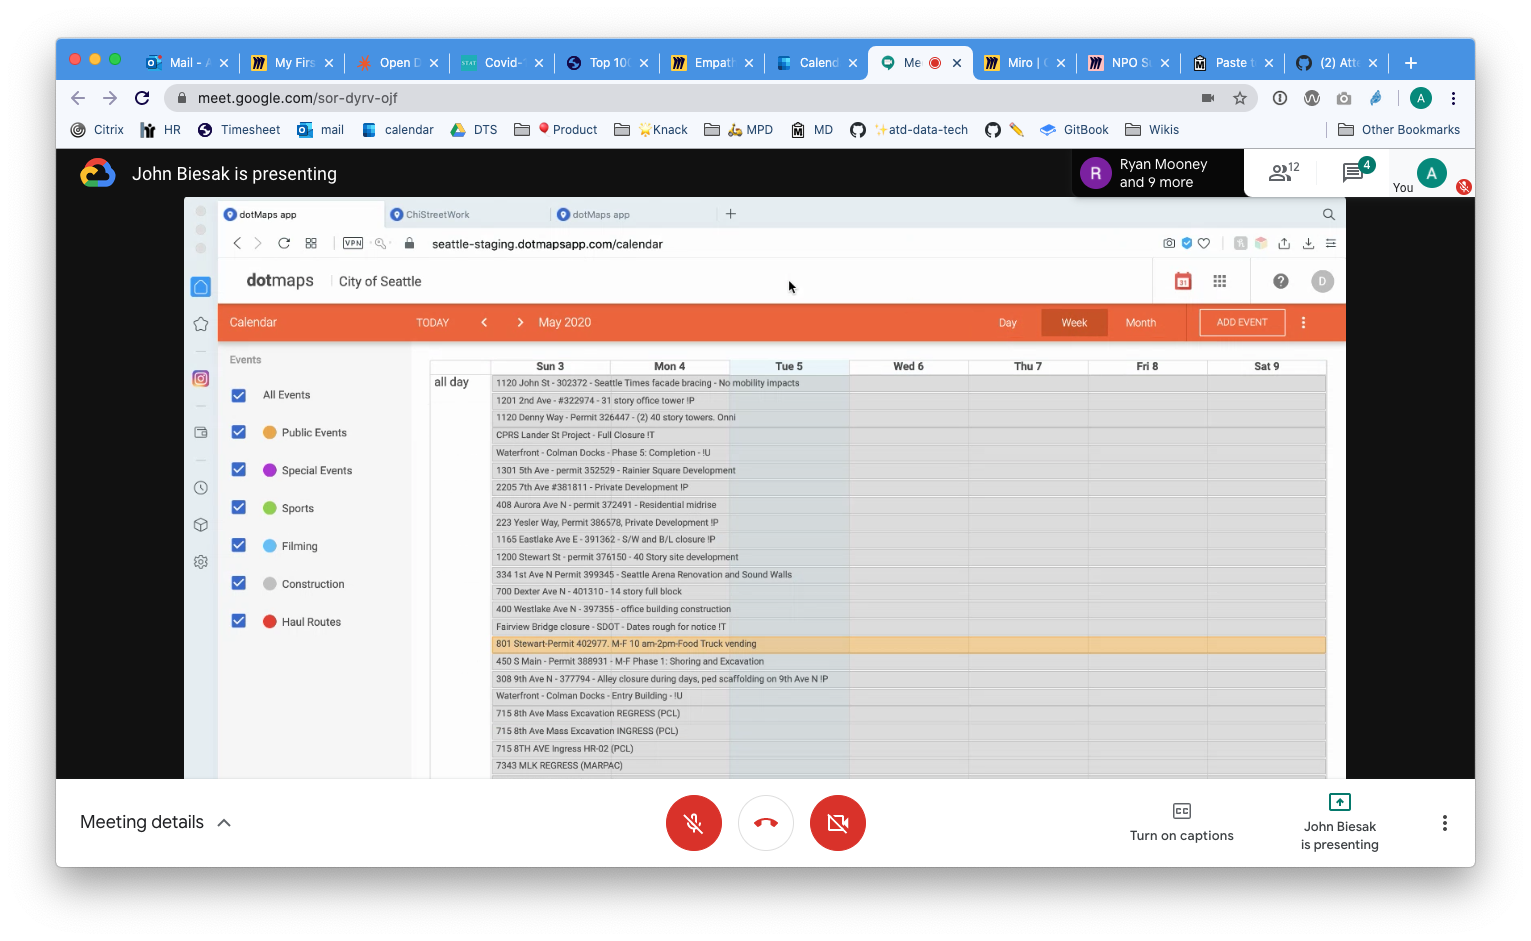 Mail - A
My Firs
Open D
Covid-
Top 100
Empath
Calend
Me
Miro |
NPO Su
Paste t
(2) Atte
meet.google.com/sor-dyrv-ojf
A
Citrix
HR
Timesheet
mail
calendar
DTS
Product
Knack
MPD
MD
atd-data-tech
GitBook
Wikis
Other Bookmarks
John Biesak is presenting
R
Ryan Mooney
and 9 more
12
4
You
A
dotMaps app
ChiStreetWork
dotMaps app
VPN
seattle-staging.dotmapsapp.com/calendar
dotmaps
City of Seattle
31
?
D
Calendar
TODAY
May 2020
Day
Week
Month
ADD EVENT
Events
All Events
Public Events
Special Events
Sports
Filming
Construction
Haul Routes
Sun 3
Mon 4
Tue 5
Wed 6
Thu 7
Fri 8
Sat 9
all day
1120 John St - 302372 - Seattle Times facade bracing - No mobility impacts
1201 2nd Ave - #322974 - 31 story office tower !P
1120 Denny Way - Permit 326447 - (2) 40 story towers. Onni
CPRS Lander St Project - Full Closure !T
Waterfront - Colman Docks - Phase 5: Completion - !U
1301 5th Ave - permit 352529 - Rainier Square Development
2205 7th Ave #381811 - Private Development !P
408 Aurora Ave N - permit 372491 - Residential midrise
223 Yesler Way, Permit 386578, Private Development !P
1165 Eastlake Ave E - 391362 - S/W and B/L closure !P
1200 Stewart St - permit 376150 - 40 Story site development
334 1st Ave N Permit 399345 - Seattle Arena Renovation and Sound Walls
700 Dexter Ave N - 401310 - 14 story full block
400 Westlake Ave N - 397355 - office building construction
Fairview Bridge closure - SDOT - Dates rough for notice !T
801 Stewart-Permit 402977. M-F 10 am-2pm-Food Truck vending
450 S Main - Permit 388931 - M-F Phase 1: Shoring and Excavation
308 9th Ave N - 377794 - Alley closure during days, ped scaffolding on 9th Ave N !P
Waterfront - Colman Docks - Entry Building - !U
715 8th Ave Mass Excavation REGRESS (PCL)
715 8th Ave Mass Excavation INGRESS (PCL)
715 8TH AVE Ingress HR-02 (PCL)
7343 MLK REGRESS (MARPAC)
Meeting details
CC
Turn on captions
John Biesak
is presenting